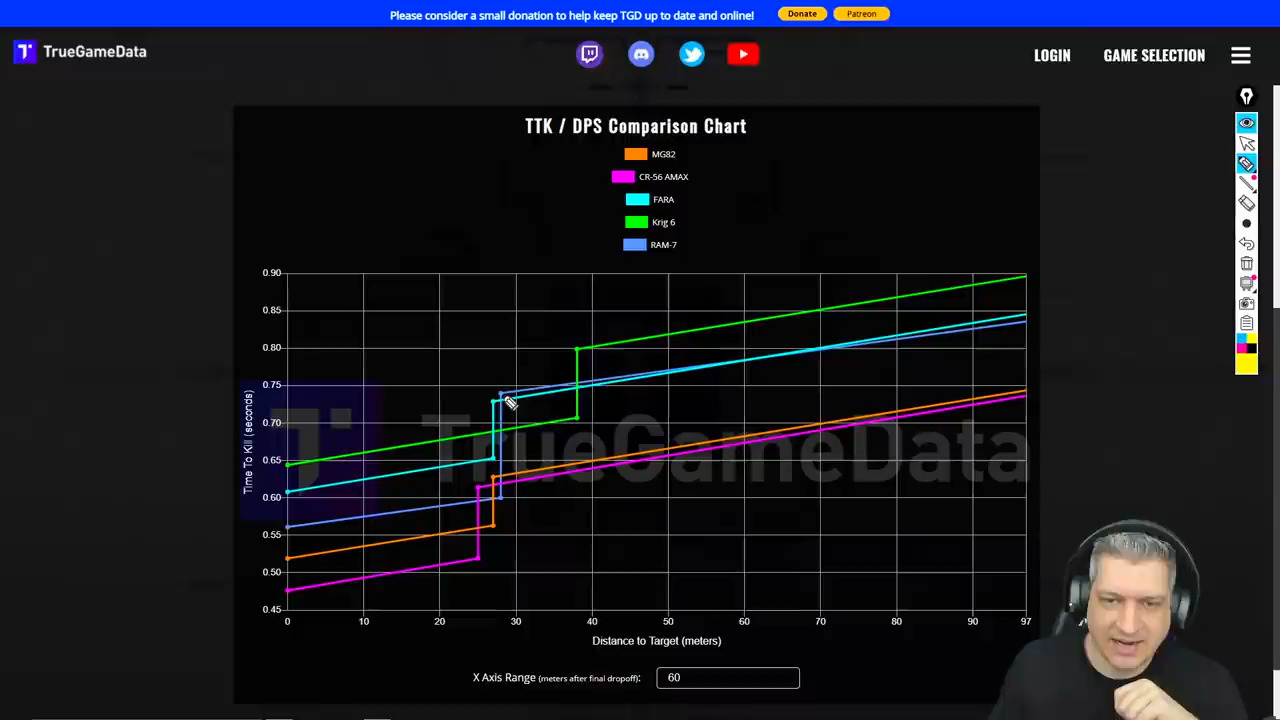 Please consider a small donation to help keep TGD up to date and online! Donate Patreon
TrueGameData LOGIN GAME SELECTION
TTK / DPS Comparison Chart
MG82
CR-56 AMAX
FARA
Krig 6
RAM-7
Time To Kill (seconds)
0.90
0.85
0.80
0.75
0.70
0.65
0.60
0.55
0.50
0.45
TrueGameData
0 10 20 30 40 50 60 70 80 90 97
Distance to Target (meters)
X Axis Range (meters after final dropoff): 60